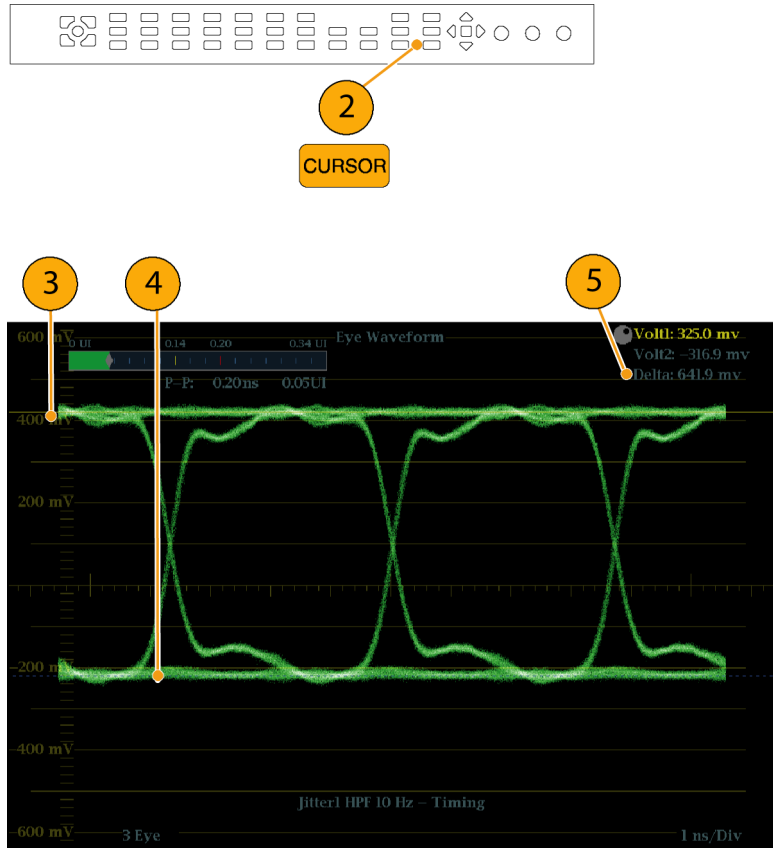 2
CURSOR
3
4
5
600 mV
0 UI 0.14 0.20 0.34 UI
Eye Waveform
Volt1: 325.0 mv
Volt2: −316.9 mv
Delta: 641.9 mv
P−P: 0.20ns 0.05UI
400 mV
200 mV
−200 mV
−400 mV
Jitter1 HPF 10 Hz − Timing
−600 mV
3 Eye
1 ns/Div